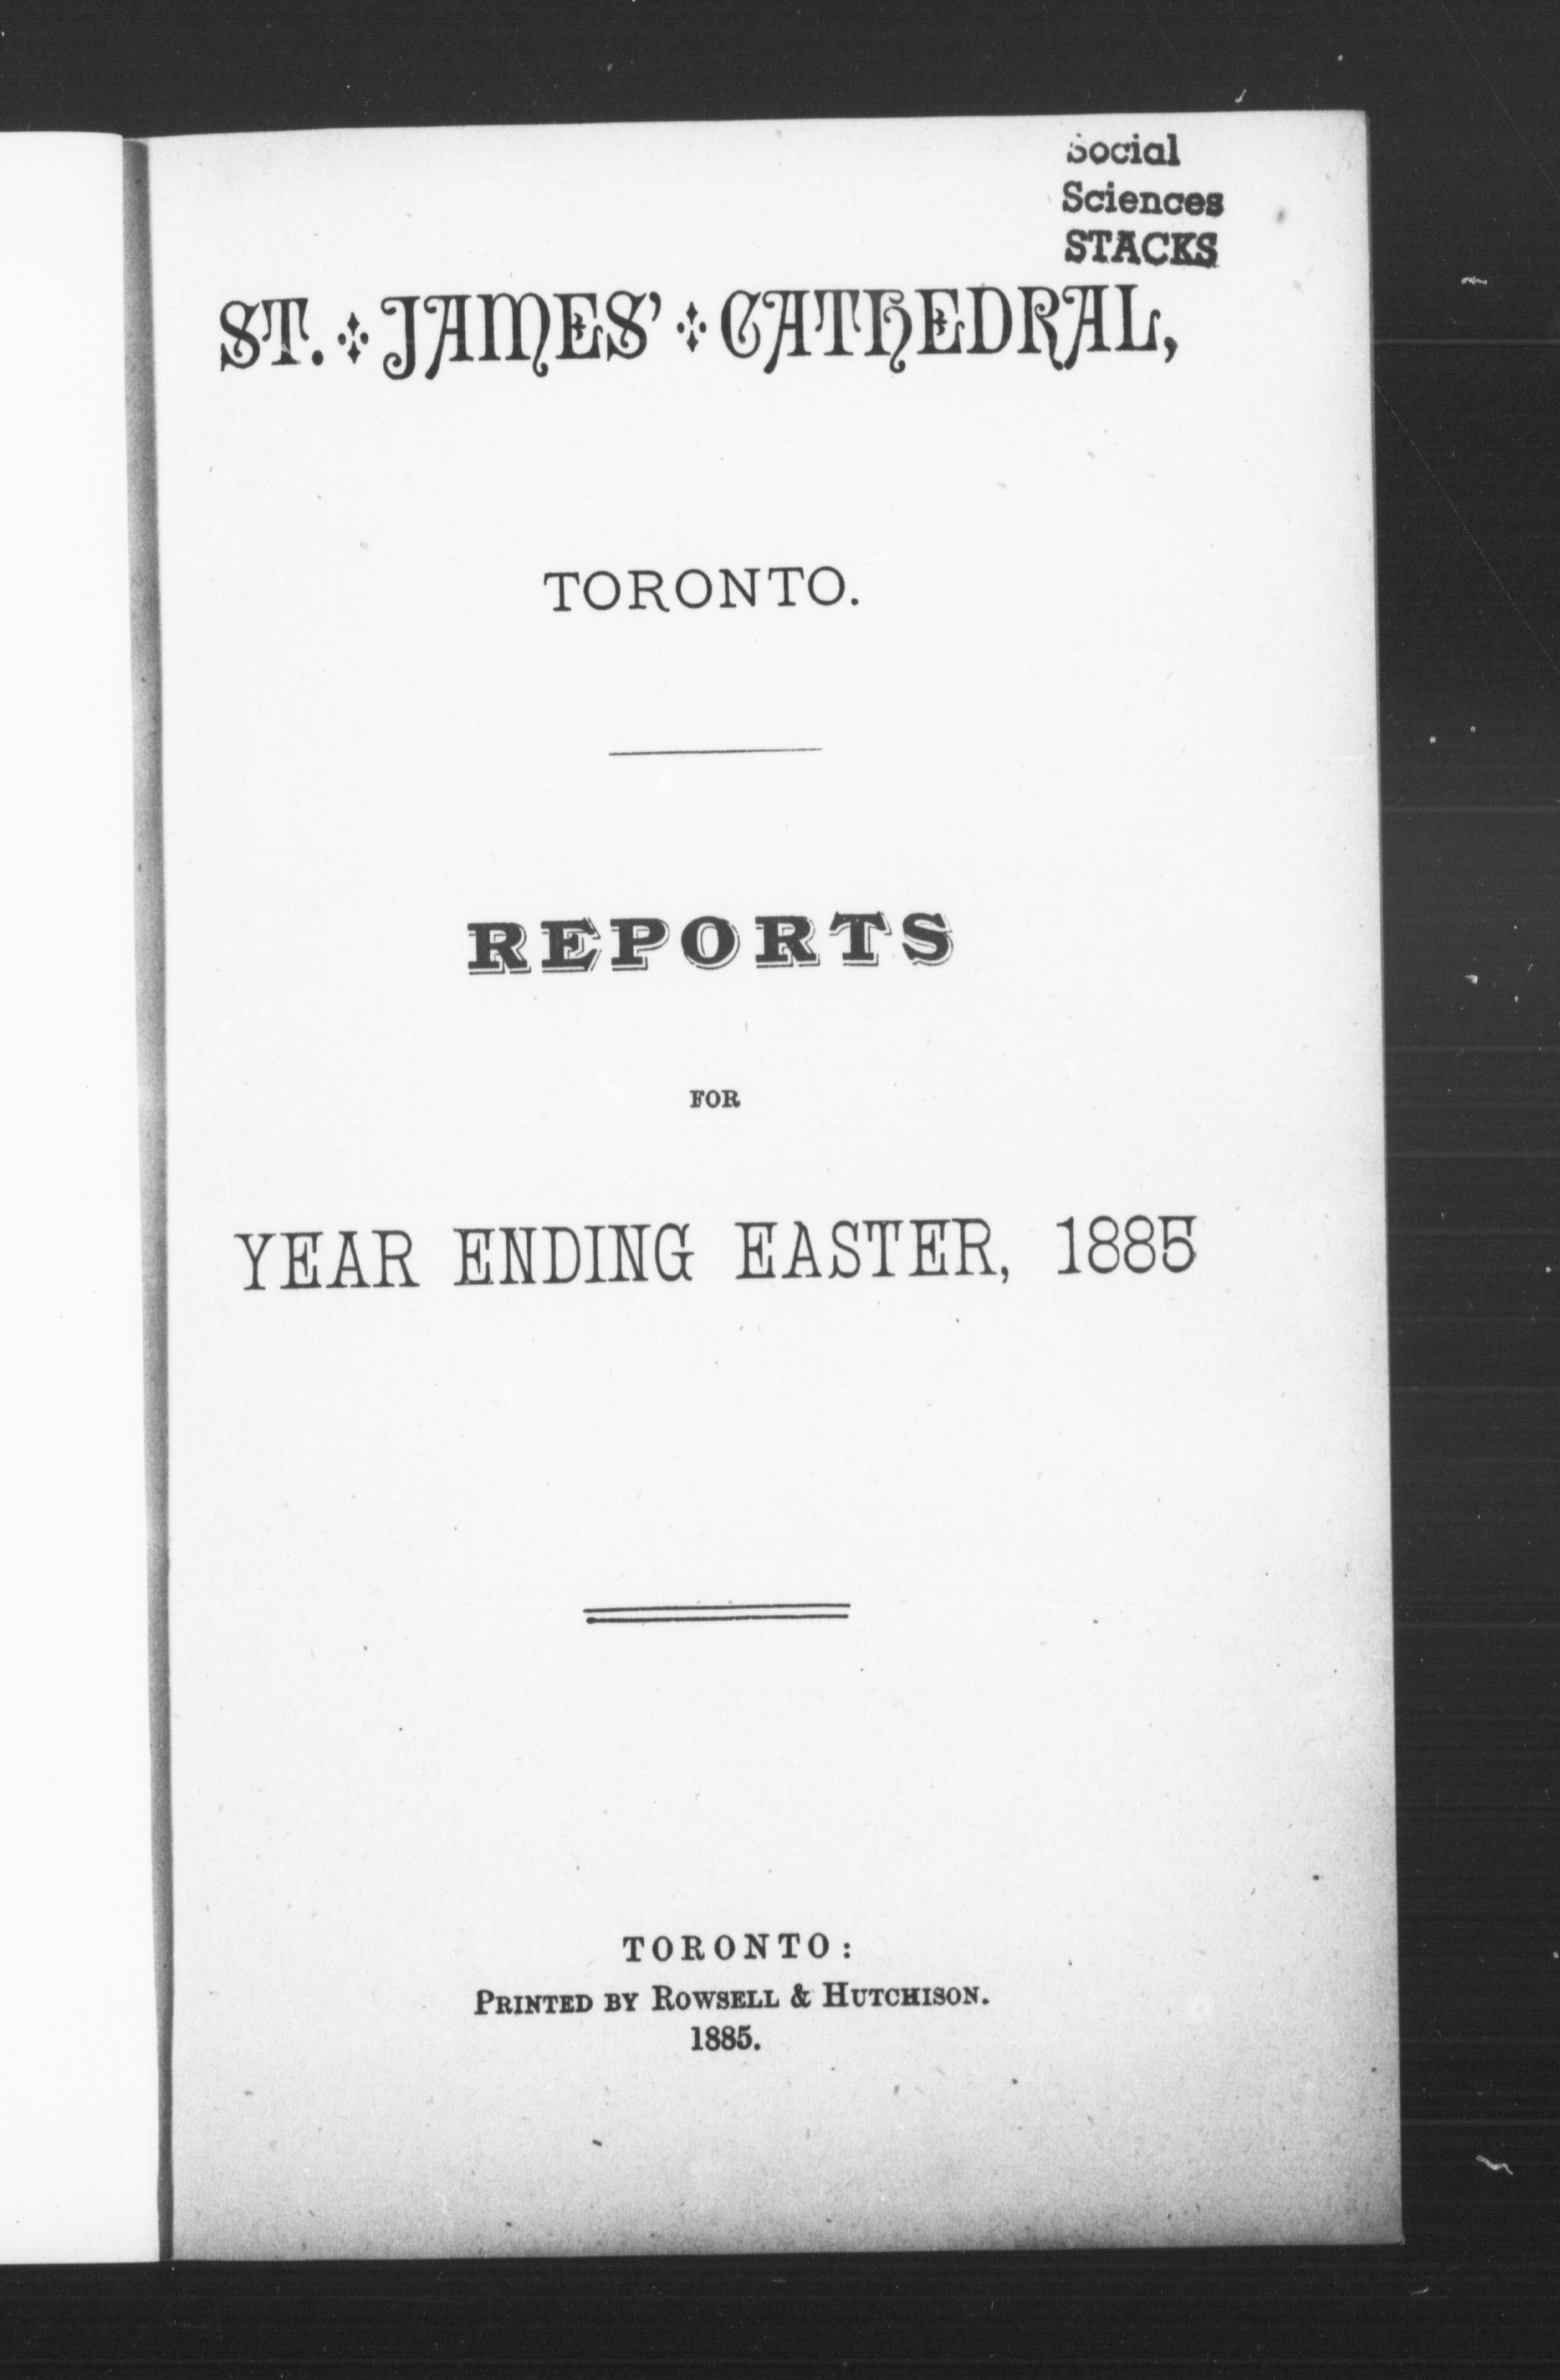 Social
Sciences
STACKS
ST. JAMES' CATHEDRAL,
TORONTO.
REPORTS
FOR
YEAR ENDING EASTER, 1885
TORONTO:
PRINTED BY ROWSELL & HUTCHISON.
1885.